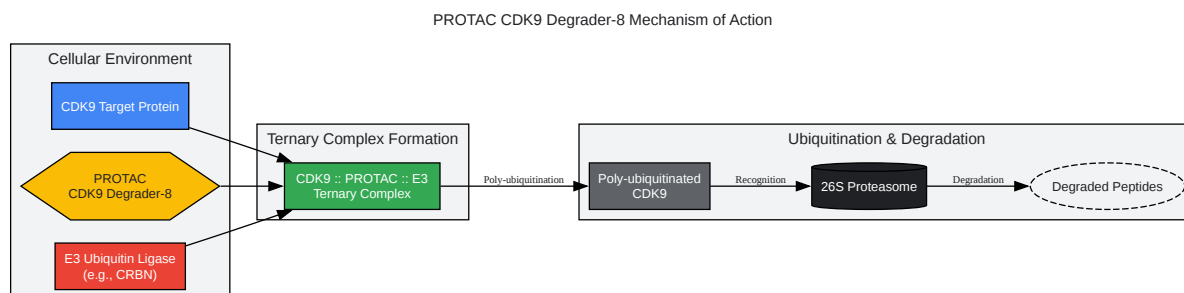 PROTAC CDK9 Degrader-8 Mechanism of Action
Cellular Environment
CDK9 Target Protein
PROTAC
CDK9 Degrader-8
E3 Ubiquitin Ligase
(e.g., CRBN)
Ternary Complex Formation
CDK9 :: PROTAC :: E3
Ternary Complex
Poly-ubiquitination
Ubiquitination & Degradation
Poly-ubiquitinated
CDK9
Recognition
26S Proteasome
Degradation
Degraded Peptides